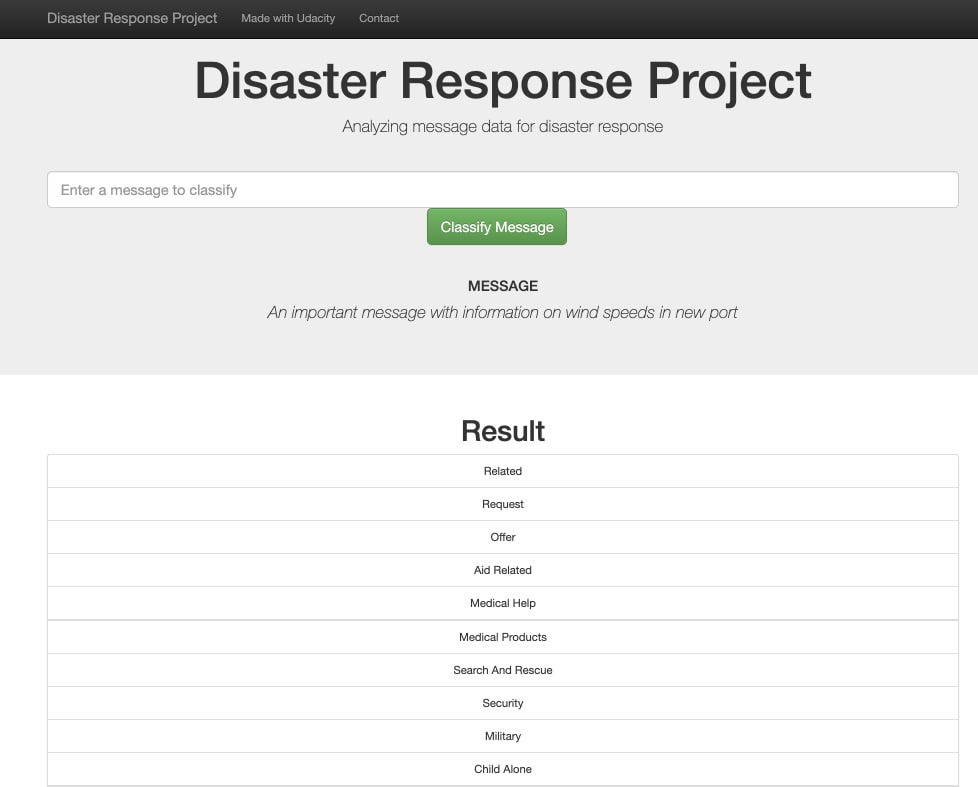 Disaster Response Project Made with Udacity Contact
Disaster Response Project
Analyzing message data for disaster response
Enter a message to classify
Classify Message
MESSAGE
An important message with information on wind speeds in new port
Result
Related
Request
Offer
Aid Related
Medical Help
Medical Products
Search And Rescue
Security
Military
Child Alone